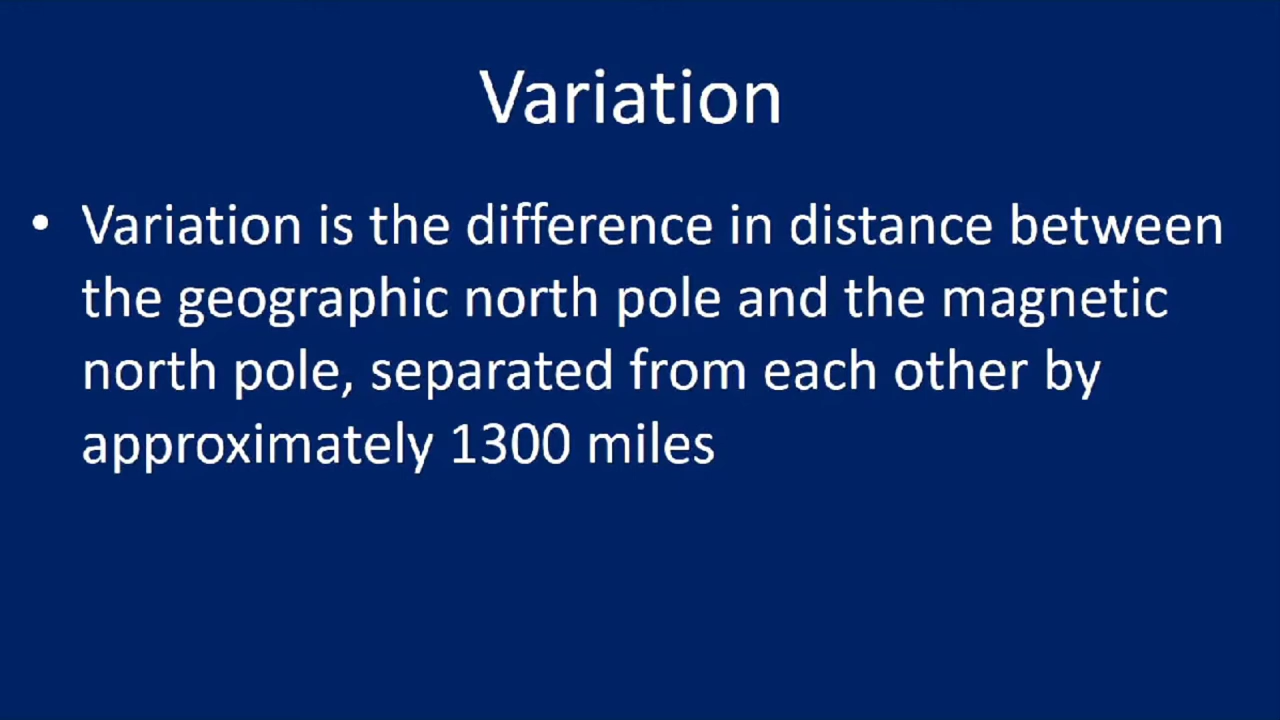 Variation
• Variation is the difference in distance between
the geographic north pole and the magnetic
north pole, separated from each other by
approximately 1300 miles